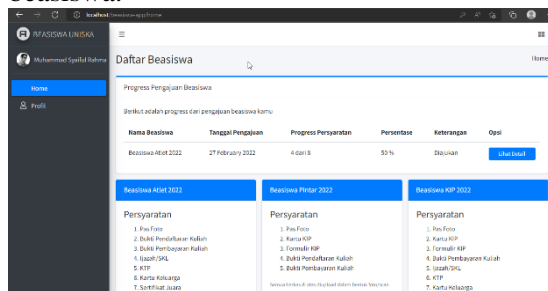 beasiswa.
localhost/beasiswa-app/home
BEASISWA UNISKA
Muhammad Syaiful Rahma
Daftar Beasiswa
Home
Home
Profil
Progress Pengajuan Beasiswa
Berikut adalah progress dari pengajuan beasiswa kamu
Nama Beasiswa Tanggal Pengajuan Progress Persyaratan Persentase Keterangan Opsi
Beasiswa Atlet 2022 27 February 2022 4 dari 8 50 % Diajukan Lihat Detail
Beasiswa Atlet 2022
Persyaratan
1. Pas Foto
2. Bukti Pendaftaran Kuliah
3. Bukti Pembayaran Kuliah
4. Ijazah/SKL
5. KTP
6. Kartu Keluarga
7. Sertifikat Juara
Beasiswa Pintar 2022
Persyaratan
1. Pas Foto
2. Kartu KIP
3. Formulir KIP
4. Bukti Pendaftaran Kuliah
5. Bukti Pembayaran Kuliah
Beasiswa KIP 2022
Persyaratan
1. Pas Foto
2. Kartu KIP
3. Formulir KIP
4. Bukti Pembayaran Kuliah
5. Ijazah/SKL
6. KTP
7. Kartu Keluarga